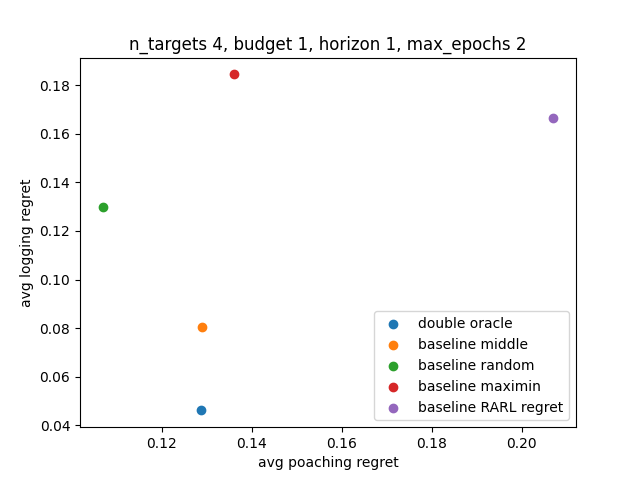 n_targets 4, budget 1, horizon 1, max_epochs 2
avg logging regret
0.18
0.16
0.14
0.12
0.10
0.08
0.06
0.04
double oracle
baseline middle
baseline random
baseline maximin
baseline RARL regret
0.12 0.14 0.16 0.18 0.20
avg poaching regret